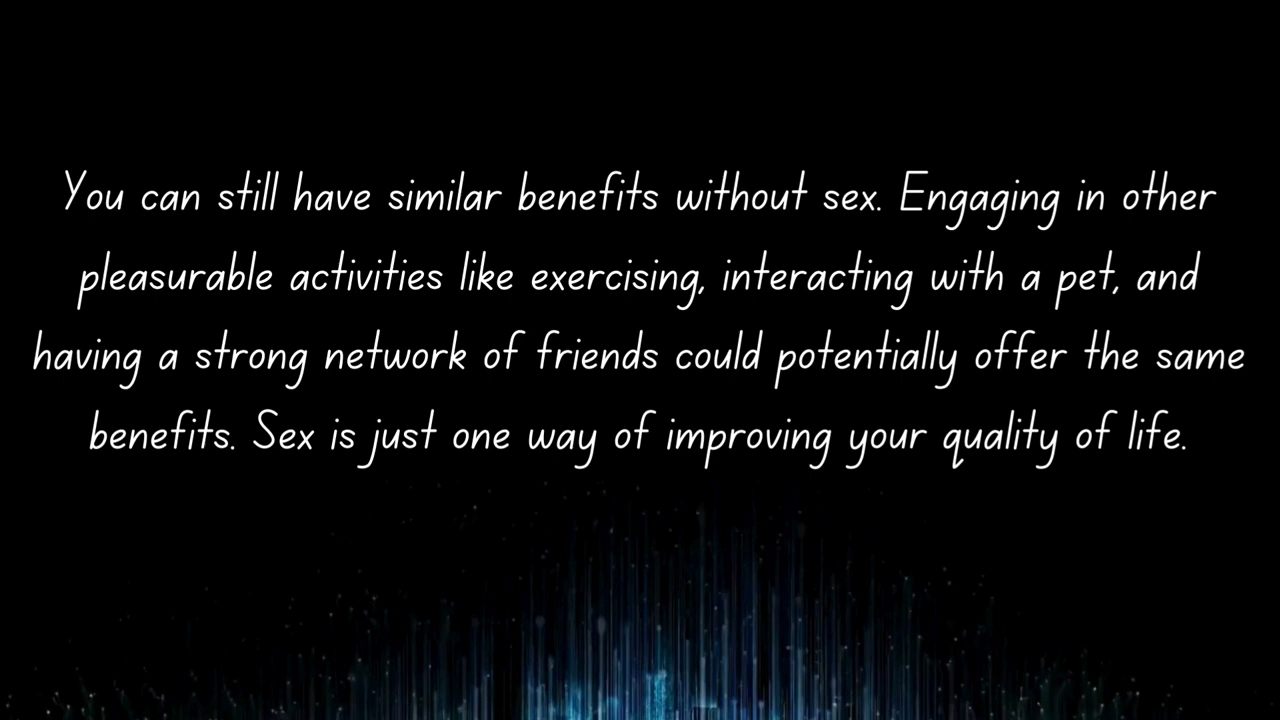 You can still have similar benefits without sex. Engaging in other
pleasurable activities like exercising, interacting with a pet, and
having a strong network of friends could potentially offer the same
benefits. Sex is just one way of improving your quality of life.